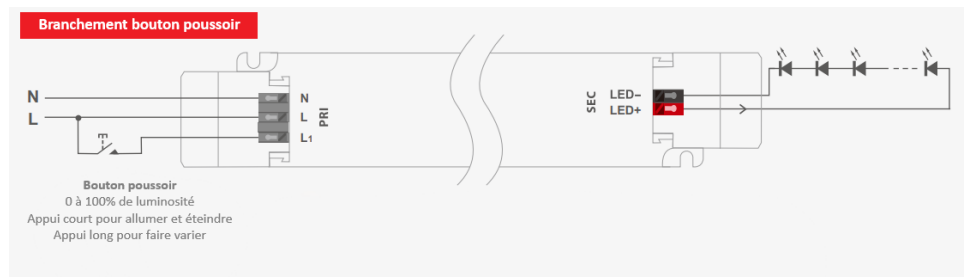 Branchement bouton poussoir
N
L
N
L
L1
PRI
SEC
LED−
LED+
Bouton poussoir
0 à 100% de luminosité
Appui court pour allumer et éteindre
Appui long pour faire varier